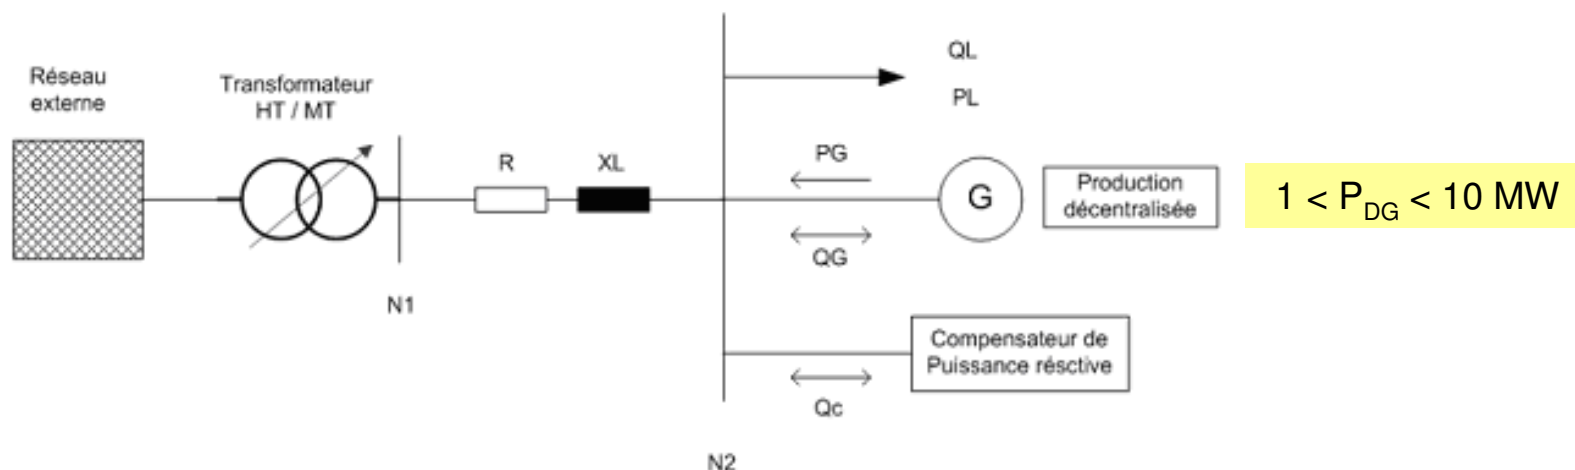 Réseau
externe
Transformateur
HT / MT
N1
R
XL
QL
PL
PG
QG
G
Production
décentralisée
1 < P_DG < 10 MW
Compensateur de
Puissance résctive
Qc
N2